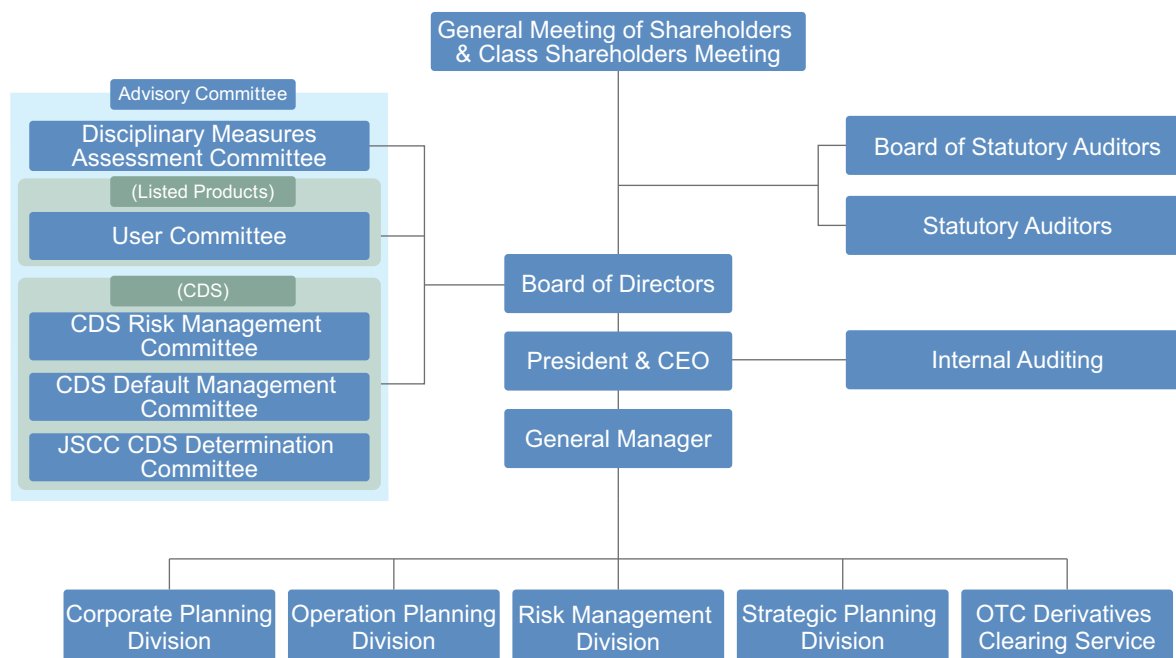 General Meeting of Shareholders
& Class Shareholders Meeting
Advisory Committee
Disciplinary Measures
Assessment Committee
(Listed Products)
User Committee
(CDS)
CDS Risk Management
Committee
CDS Default Management
Committee
JSCC CDS Determination
Committee
Board of Statutory Auditors
Statutory Auditors
Board of Directors
President & CEO
Internal Auditing
General Manager
Corporate Planning
Division
Operation Planning
Division
Risk Management
Division
Strategic Planning
Division
OTC Derivatives
Clearing Service